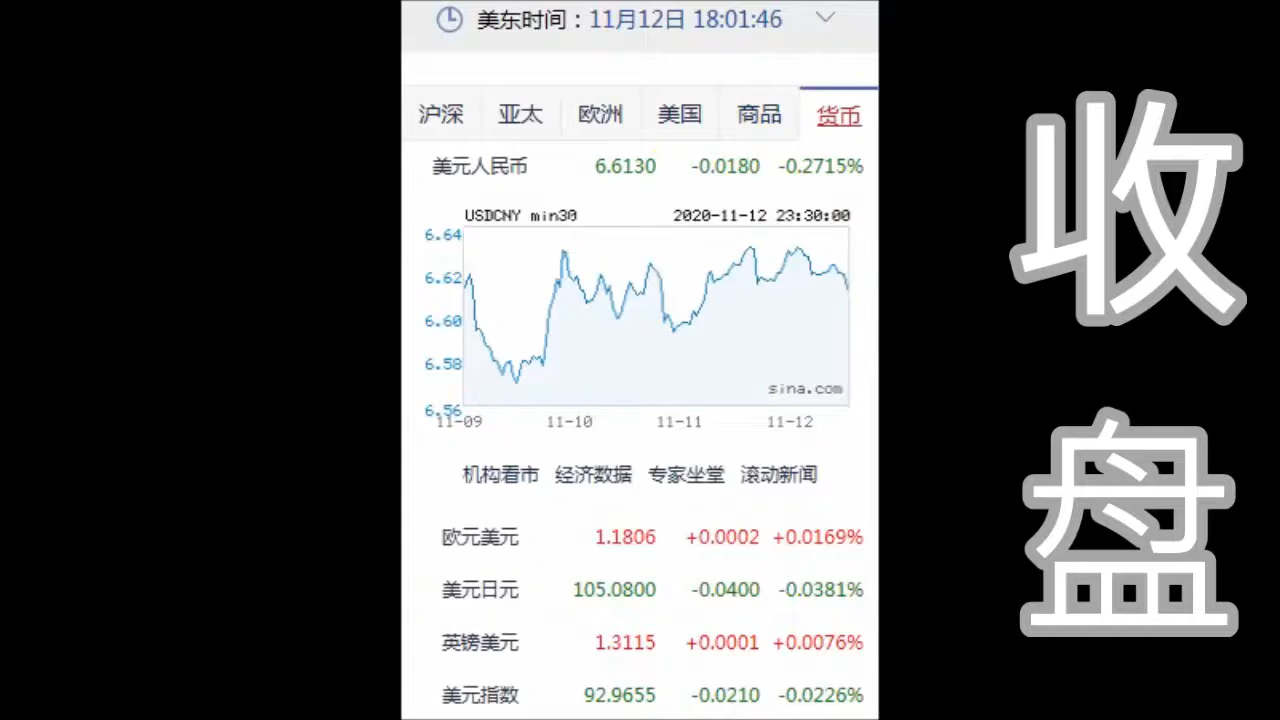 美东时间：11月12日 18:01:46
沪深 亚太 欧洲 美国 商品 货币
美元人民币 6.6130 -0.0180 -0.2715%
USDCNY min30 2020-11-12 23:30:00
6.64
6.62
6.60
6.58
6.56
sina.com
11-09 11-10 11-11 11-12
机构看市 经济数据 专家坐堂 滚动新闻
欧元美元 1.1806 +0.0002 +0.0169%
美元日元 105.0800 -0.0400 -0.0381%
英镑美元 1.3115 +0.0001 +0.0076%
美元指数 92.9655 -0.0210 -0.0226%
收
盘